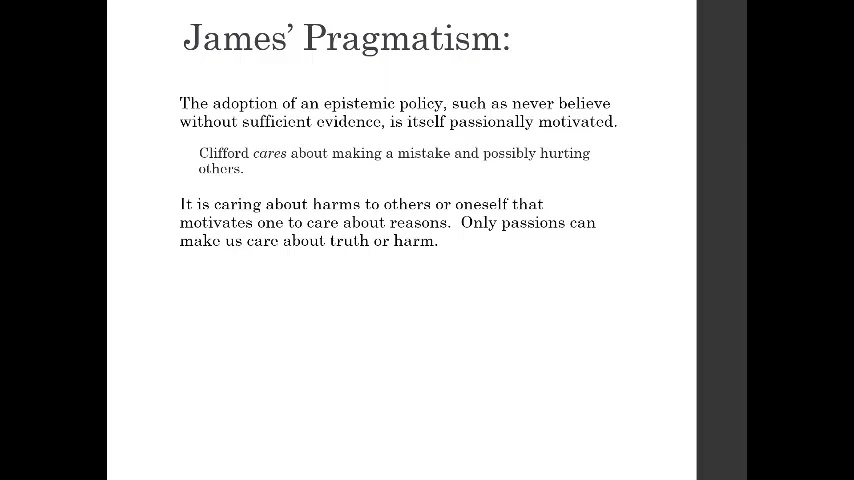 James’ Pragmatism:
The adoption of an epistemic policy, such as never believe
without sufficient evidence, is itself passionally motivated.
Clifford cares about making a mistake and possibly hurting
others.
It is caring about harms to others or oneself that
motivates one to care about reasons.  Only passions can
make us care about truth or harm.